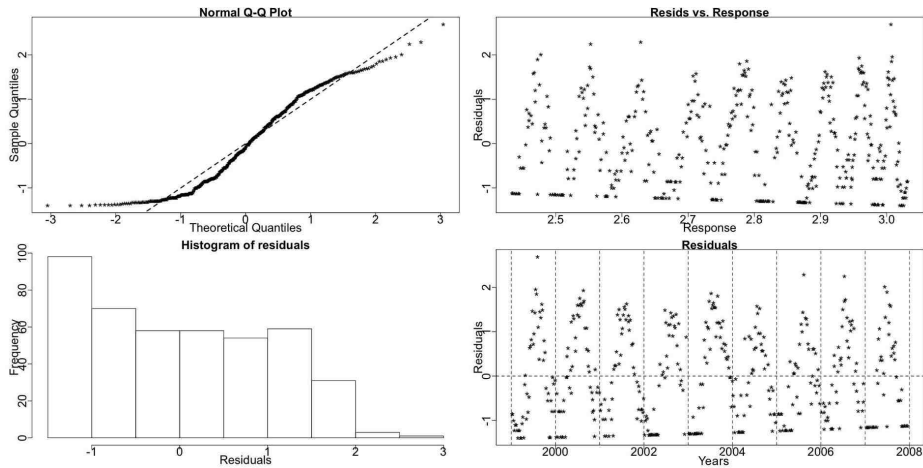 Normal Q-Q Plot
Sample Quantiles
-1 0 1 2
-3 -2 -1 0 1 2 3
Theoretical Quantiles
Resids vs. Response
Residuals
-1 0 1 2
2.5 2.6 2.7 2.8 2.9 3.0
Response
Histogram of residuals
Frequency
0 20 40 60 80 100
-1 0 1 2 3
Residuals
Residuals
Residuals
-1 0 1 2
2000 2002 2004 2006 2008
Years